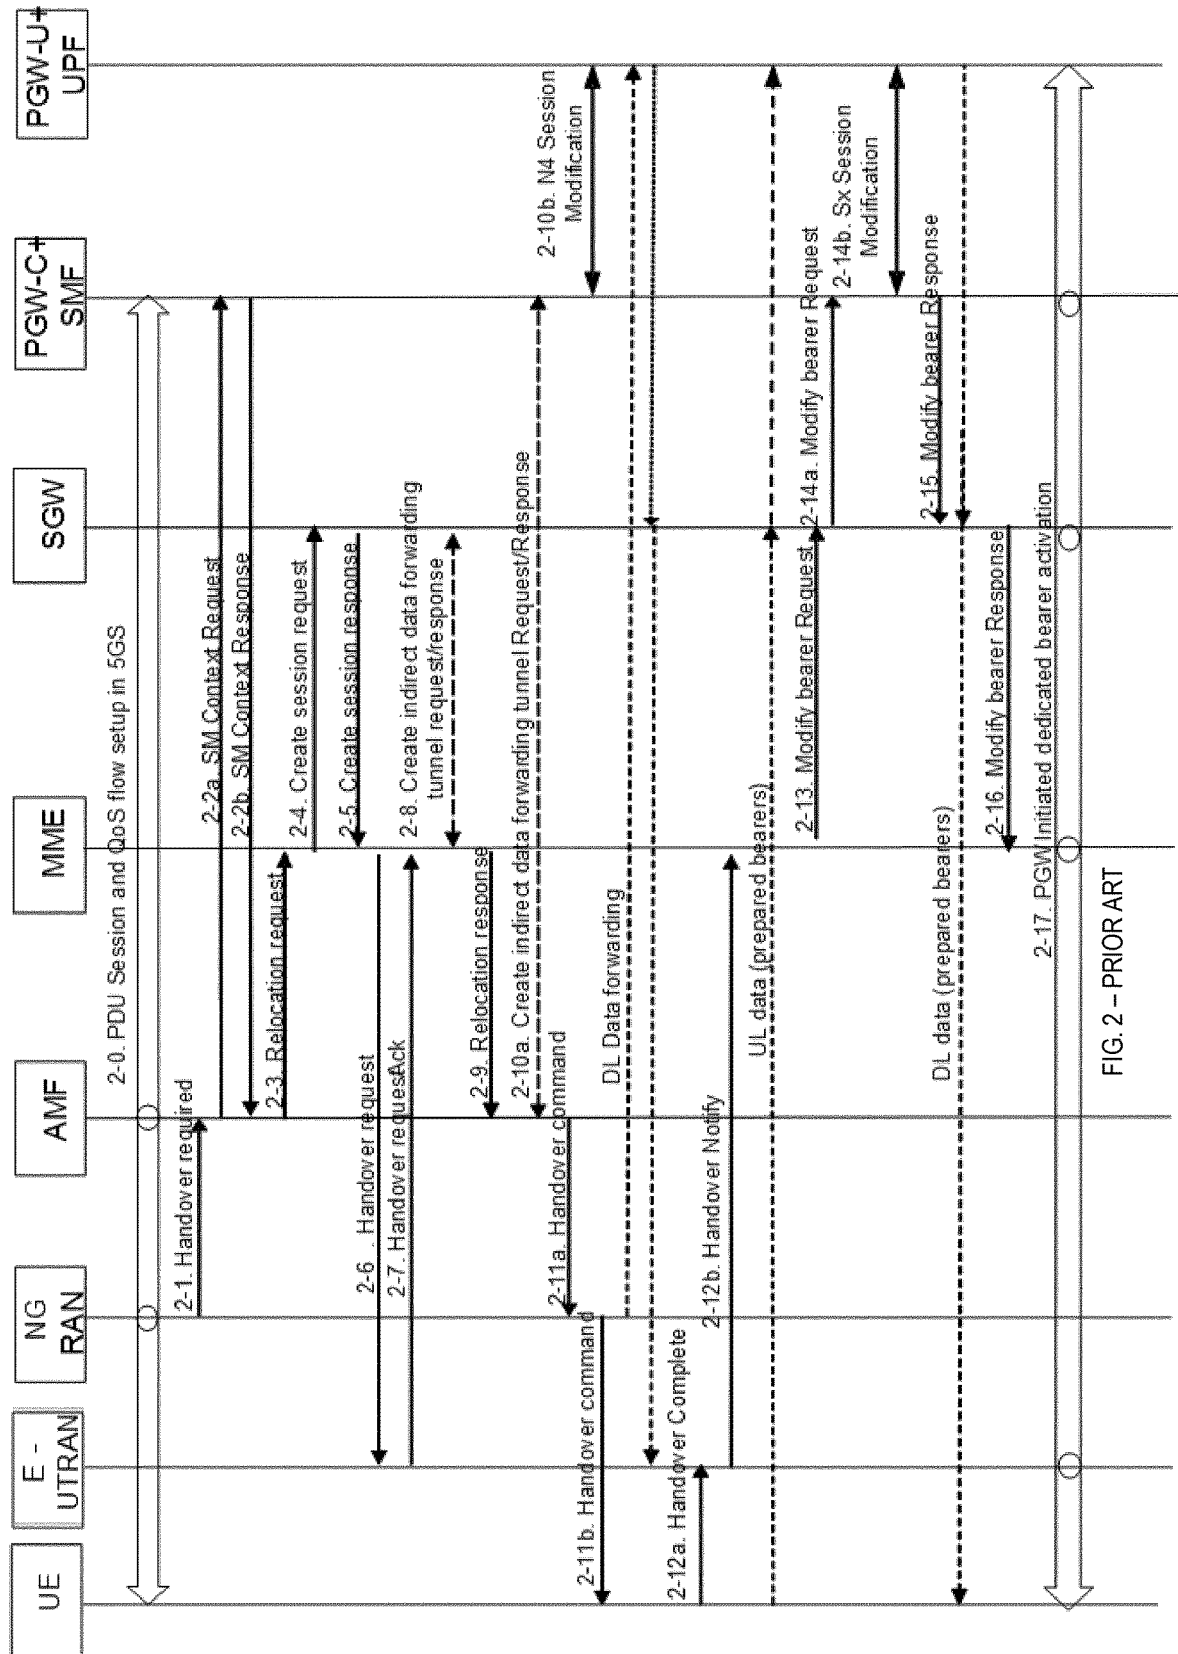 UE
E -
UTRAN
NG
RAN
AMF
MME
SGW
PGW-C+
SMF
PGW-U+
UPF
2-0. PDU Session and QoS flow setup in 5GS
2-1. Handover required
2-2a. SM Context Request
2-2b. SM Context Response
2-3. Relocation request
2-4. Create session request
2-5. Create session response
2-6 . Handover request
2-7. Handover request Ack
2-8. Create indirect data forwarding
tunnel request/response
2-9. Relocation response
2-10a. Create indirect data forwarding tunnel Request/Response
2-10b. N4 Session
Modification
2-11a. Handover command
2-11b. Handover command
DL Data forwarding
2-12a. Handover Complete
2-12b. Handover Notify
UL data (prepared bearers)
2-13. Modify bearer Request
2-14a. Modify bearer Request
2-14b. Sx Session
Modification
2-15. Modify bearer Response
DL data (prepared bearers)
2-16. Modify bearer Response
2-17. PGW Initiated dedicated bearer activation
FIG. 2 – PRIOR ART